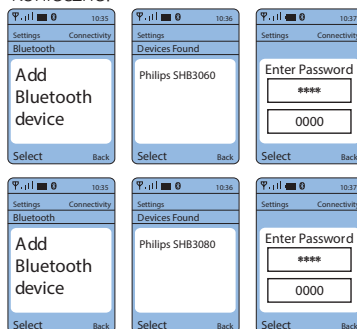 10:35
Settings Connectivity
Bluetooth
Add
Bluetooth
device
Select Back
10:36
Settings
Devices Found
Philips SHB3060
Select Back
10:37
Settings Connectivity
Enter Password
****
0000
Select Back
10:35
Settings Connectivity
Bluetooth
Add
Bluetooth
device
Select Back
10:36
Settings
Devices Found
Philips SHB3080
Select Back
10:37
Settings Connectivity
Enter Password
****
0000
Select Back